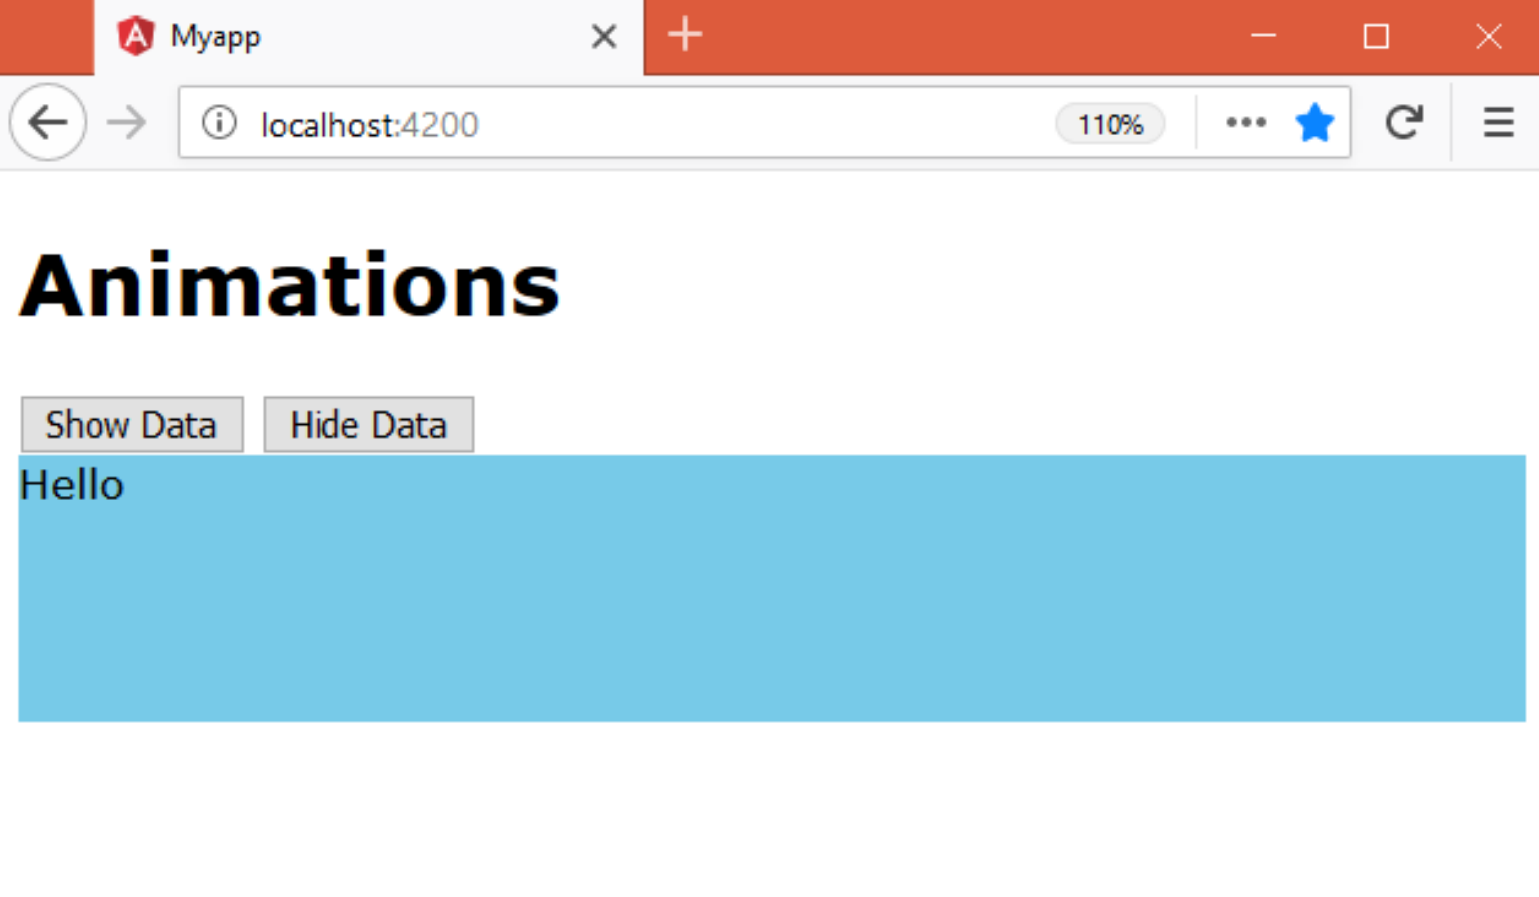 Myapp
localhost:4200 110%
Animations
Show Data Hide Data
Hello